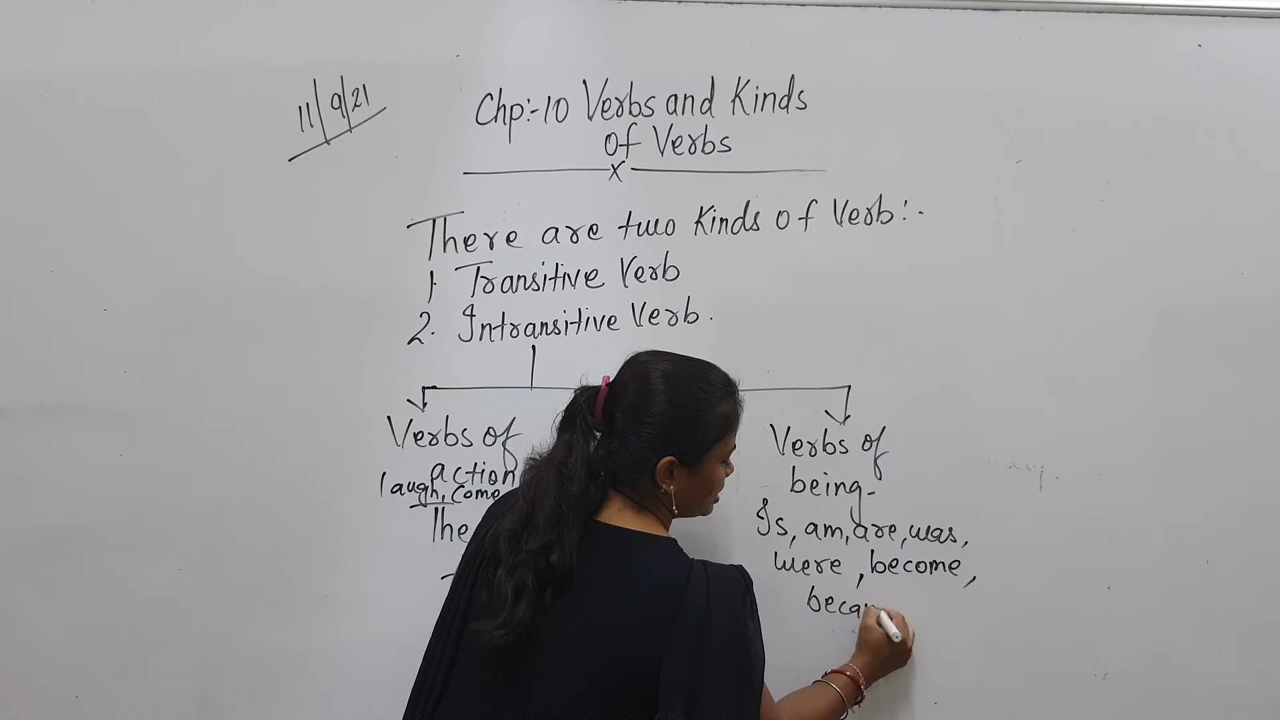 11/9/21
Chp:-10 Verbs and Kinds
of Verbs
x
There are two Kinds of Verb:-
1. Transitive Verb
2. Intransitive Verb.
Verbs of
action
laugh, come
The
Verbs of
being-
Is, am, are, was,
were, become,
beca